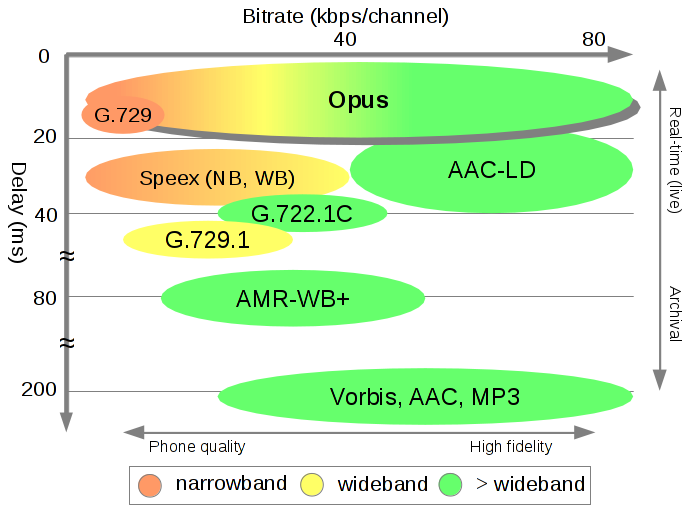 Bitrate (kbps/channel)
40
80
0
Opus
G.729
20
Speex (NB, WB)
AAC-LD
Real-time (live)
Delay (ms)
40
G.722.1C
G.729.1
≈
80
AMR-WB+
Archival
≈
200
Vorbis, AAC, MP3
Phone quality
High fidelity
narrowband
wideband
> wideband